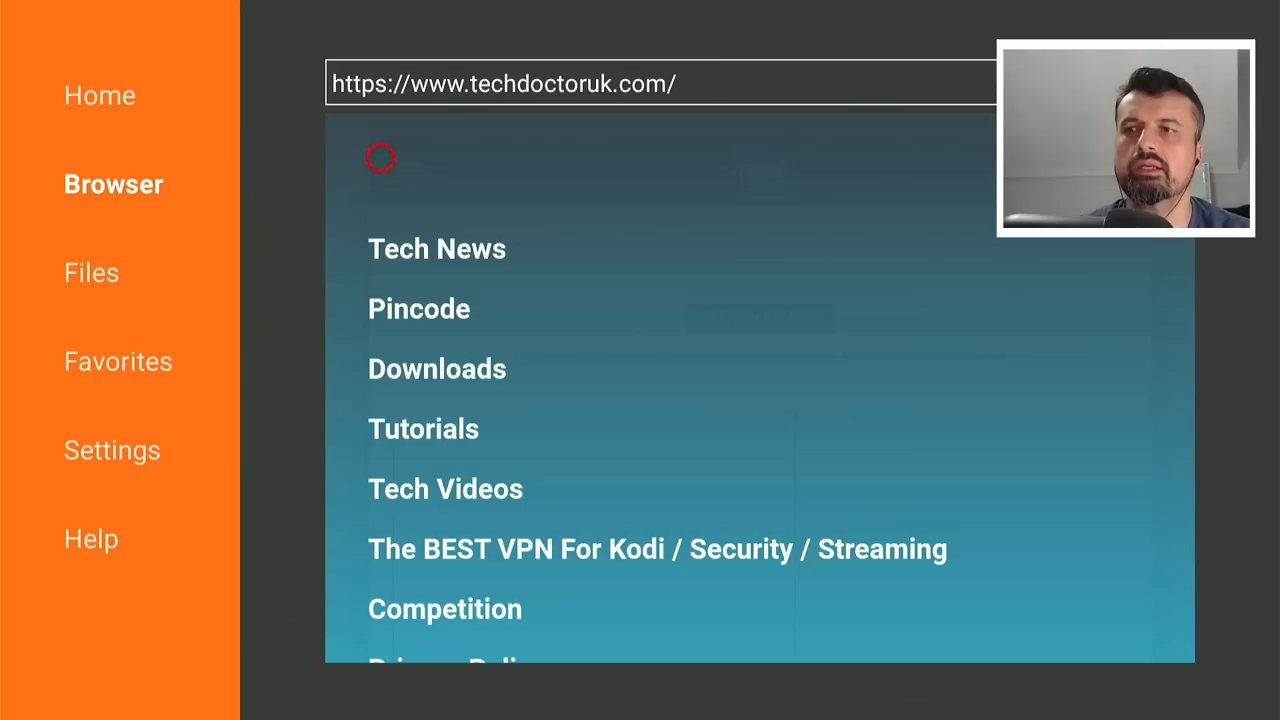 Home
Browser
Files
Favorites
Settings
Help
https://www.techdoctoruk.com/
Tech News
Pincode
Downloads
Tutorials
Tech Videos
The BEST VPN For Kodi / Security / Streaming
Competition